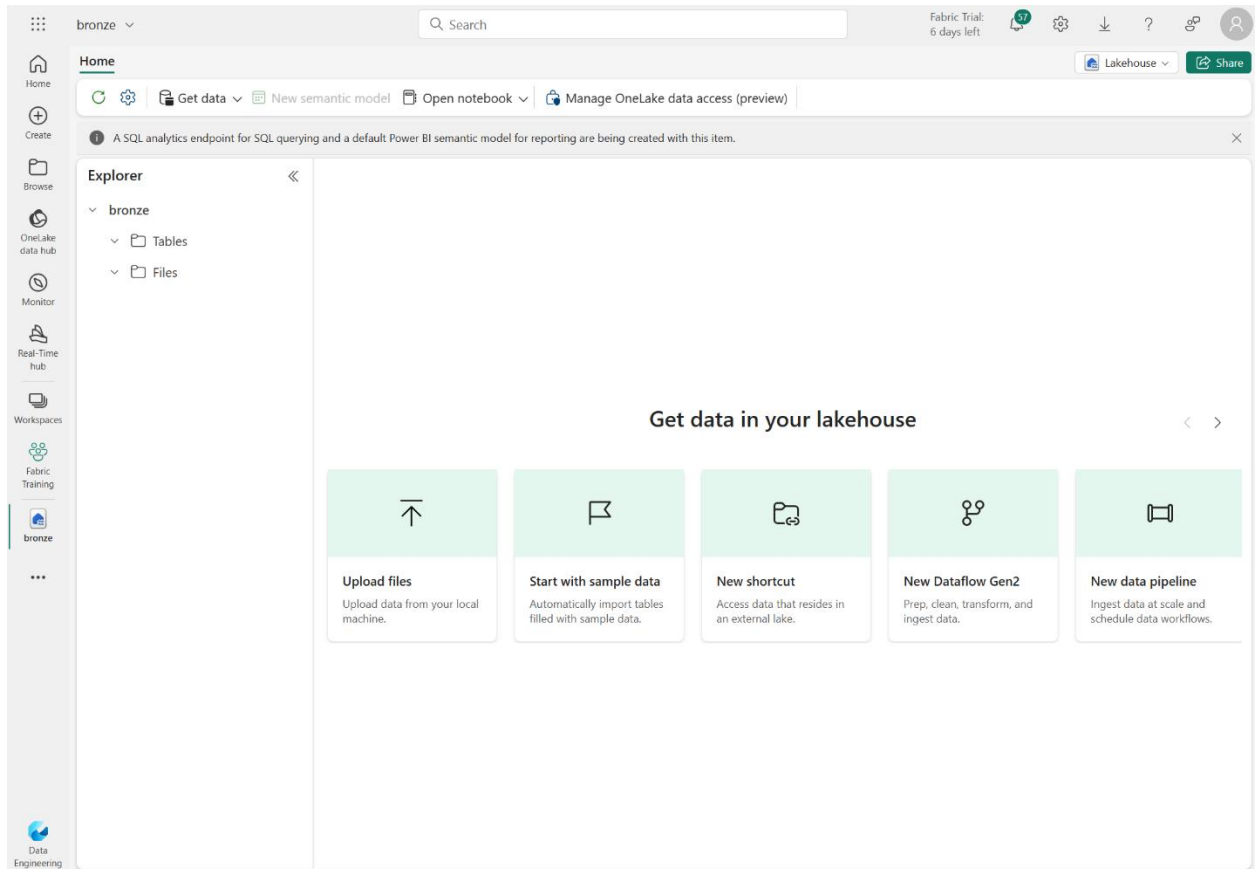 bronze
Search
Fabric Trial:
6 days left
57
?
Home
Lakehouse
Share
Get data
New semantic model
Open notebook
Manage OneLake data access (preview)
A SQL analytics endpoint for SQL querying and a default Power BI semantic model for reporting are being created with this item.
Home
Create
Browse
OneLake
data hub
Monitor
Real-Time
hub
Workspaces
Fabric
Training
bronze
Data
Engineering
Explorer
bronze
Tables
Files
Get data in your lakehouse
Upload files
Upload data from your local
machine.
Start with sample data
Automatically import tables
filled with sample data.
New shortcut
Access data that resides in
an external lake.
New Dataflow Gen2
Prep, clean, transform, and
ingest data.
New data pipeline
Ingest data at scale and
schedule data workflows.